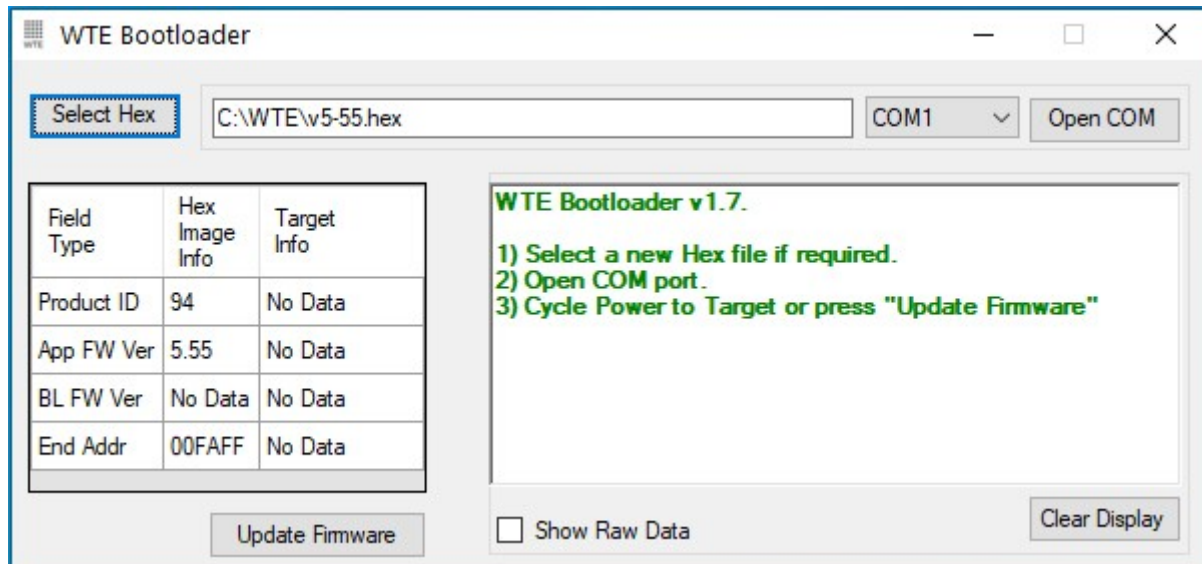 WTE Bootloader
Select Hex
C:\WTE\v5-55.hex
COM1
Open COM
Field Type
Hex Image Info
Target Info
Product ID 94 No Data
App FW Ver 5.55 No Data
BL FW Ver No Data No Data
End Addr 00FAFF No Data
Update Firmware
WTE Bootloader v1.7.
1) Select a new Hex file if required.
2) Open COM port.
3) Cycle Power to Target or press "Update Firmware"
Show Raw Data
Clear Display